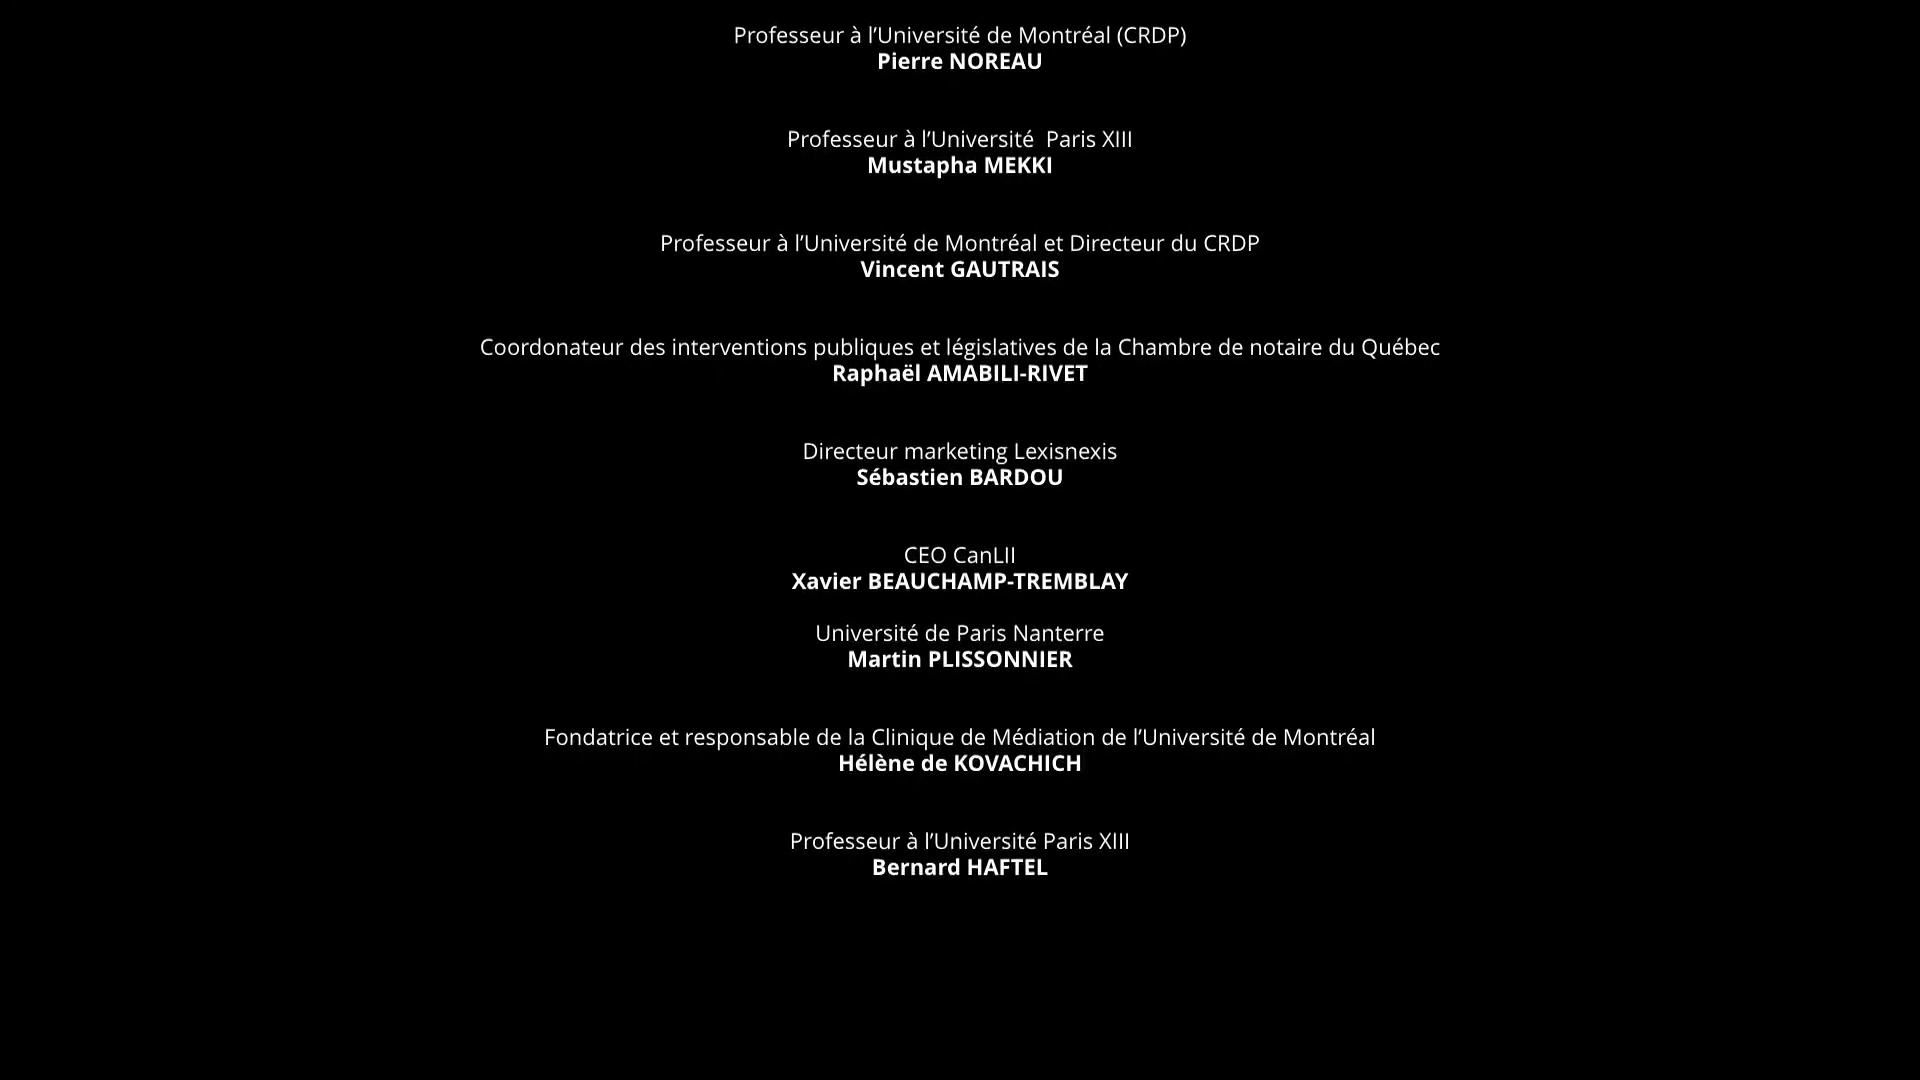 Professeur à l’Université de Montréal (CRDP)
Pierre NOREAU
Professeur à l’Université  Paris XIII
Mustapha MEKKI
Professeur à l’Université de Montréal et Directeur du CRDP
Vincent GAUTRAIS
Coordonateur des interventions publiques et législatives de la Chambre de notaire du Québec
Raphaël AMABILI-RIVET
Directeur marketing Lexisnexis
Sébastien BARDOU
CEO CanLII
Xavier BEAUCHAMP-TREMBLAY
Université de Paris Nanterre
Martin PLISSONNIER
Fondatrice et responsable de la Clinique de Médiation de l’Université de Montréal
Hélène de KOVACHICH
Professeur à l’Université Paris XIII
Bernard HAFTEL